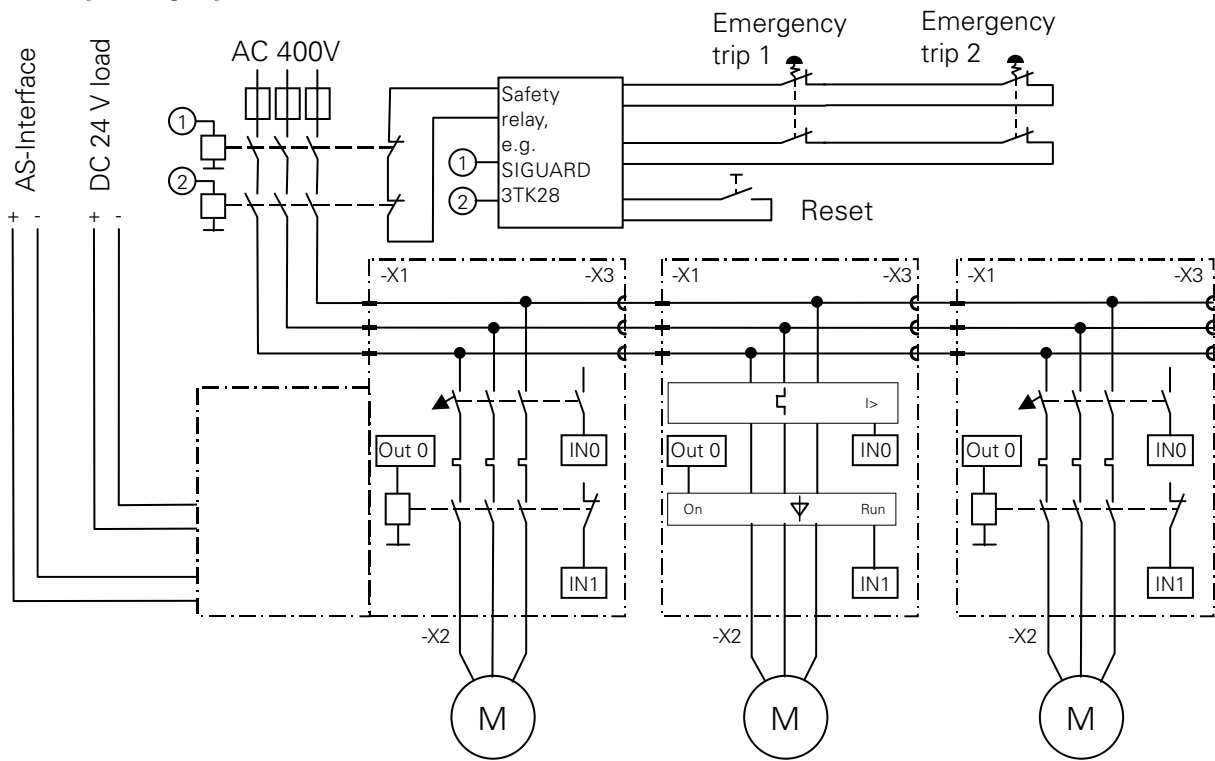 Emergency
trip 1
Emergency
trip 2
AS-Interface
DC 24 V load
AC 400V
Safety
relay,
e.g.
SIGUARD
3TK28
1
2
1
2
Reset
+
-
+
-
-X1
-X3
-X1
-X3
-X1
-X3
I>
Out 0
IN0
Out 0
IN0
Out 0
IN0
On
Run
IN1
IN1
IN1
-X2
-X2
-X2
M
M
M